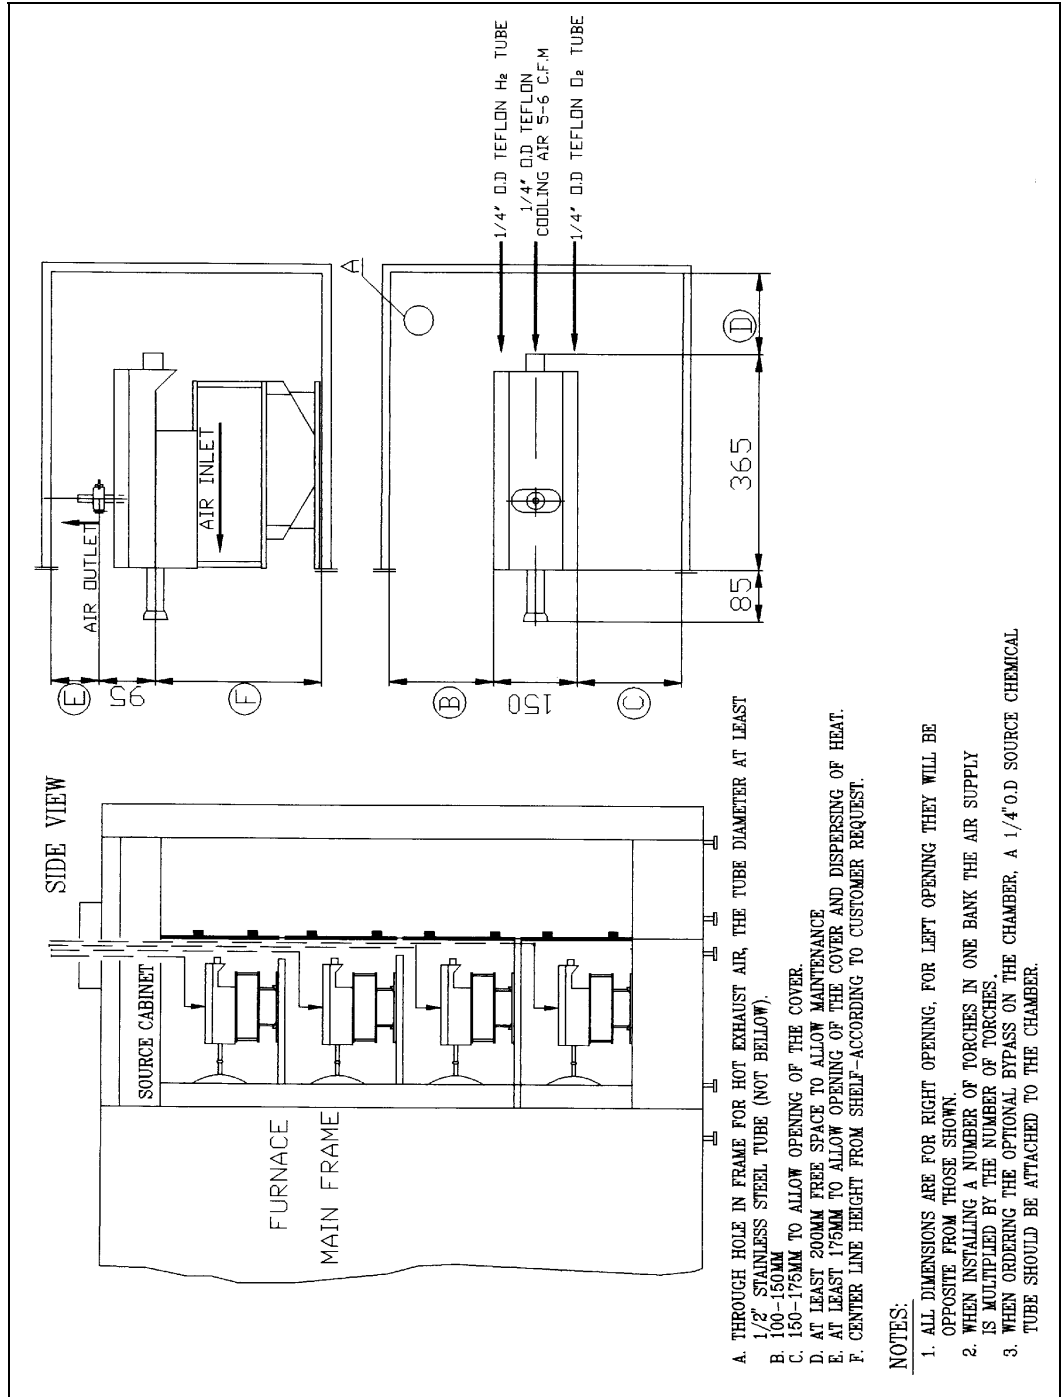 SIDE VIEW
SOURCE CABINET
FURNACE
MAIN FRAME
E
95
F
AIR OUTLET
AIR INLET
B
150
C
A
85
365
D
1/4" O.D TEFLON H2 TUBE
1/4" O.D TEFLON
COOLING AIR 5-6 C.F.M
1/4" O.D TEFLON O2 TUBE
A. THROUGH HOLE IN FRAME FOR HOT EXHAUST AIR, THE TUBE DIAMETER AT LEAST
1/2" STAINLESS STEEL TUBE (NOT BELLOW).
B. 100-150MM
C. 150-175MM TO ALLOW OPENING OF THE COVER.
D. AT LEAST 200MM FREE SPACE TO ALLOW MAINTENANCE
E. AT LEAST 175MM TO ALLOW OPENING OF THE COVER AND DISPERSING OF HEAT.
F. CENTER LINE HEIGHT FROM SHELF-ACCORDING TO CUSTOMER REQUEST.
NOTES:
1. ALL DIMENSIONS ARE FOR RIGHT OPENING, FOR LEFT OPENING THEY WILL BE
OPPOSITE FROM THOSE SHOWN.
2. WHEN INSTALLING A NUMBER OF TORCHES IN ONE BANK THE AIR SUPPLY
IS MULTIPLIED BY THE NUMBER OF TORCHES.
3. WHEN ORDERING THE OPTIONAL BYPASS ON THE CHAMBER, A 1/4" O.D SOURCE CHEMICAL
TUBE SHOULD BE ATTACHED TO THE CHAMBER.